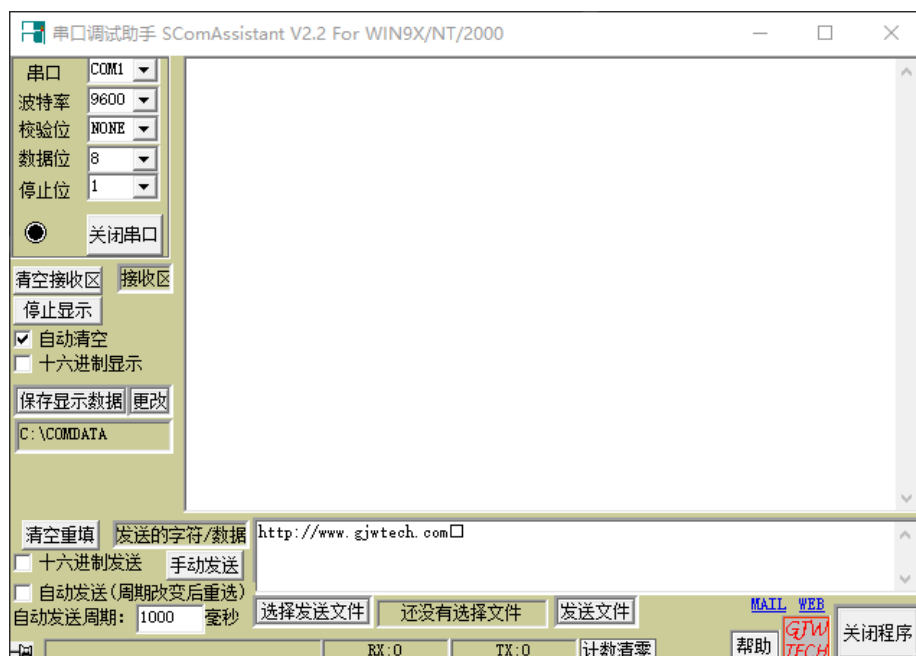 串口调试助手 SComAssistant V2.2 For WIN9X/NT/2000
串口 COM1
波特率 9600
校验位 NONE
数据位 8
停止位 1
关闭串口
清空接收区 接收区
停止显示
自动清空
十六进制显示
保存显示数据 更改
C:\COMDATA
清空重填 发送的字符/数据 http://www.gjwtech.com
十六进制发送 手动发送
自动发送(周期改变后重选)
自动发送周期: 1000 毫秒 选择发送文件 还没有选择文件 发送文件 MAIL WEB
GJW
TECH
关闭程序
RX:0 TX:0 计数清零 帮助